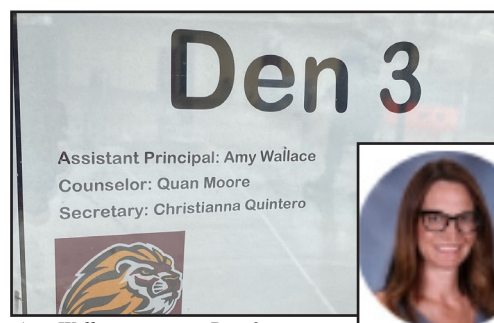 Den 3
Assistant Principal: Amy Wallace
Counselor: Quan Moore
Secretary: Christianna Quintero